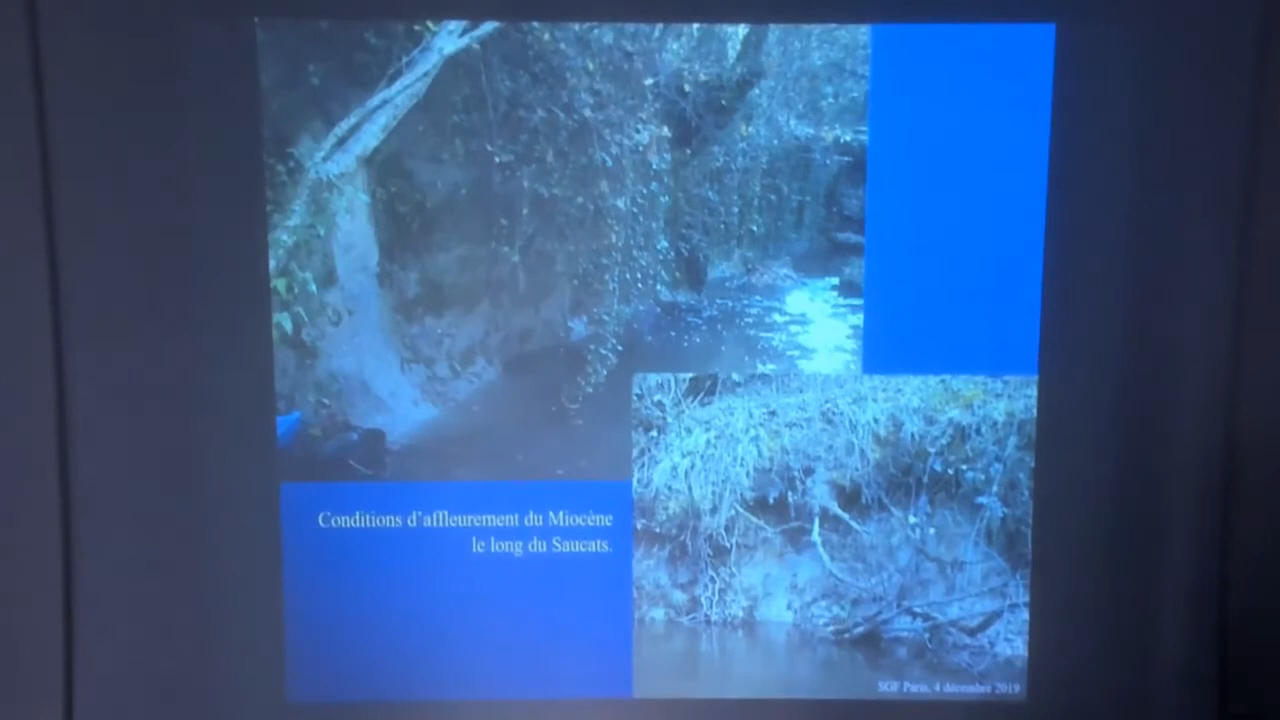 Conditions d'affleurement du Miocène
le long du Saucats.
SGF Paris, 4 décembre 2019